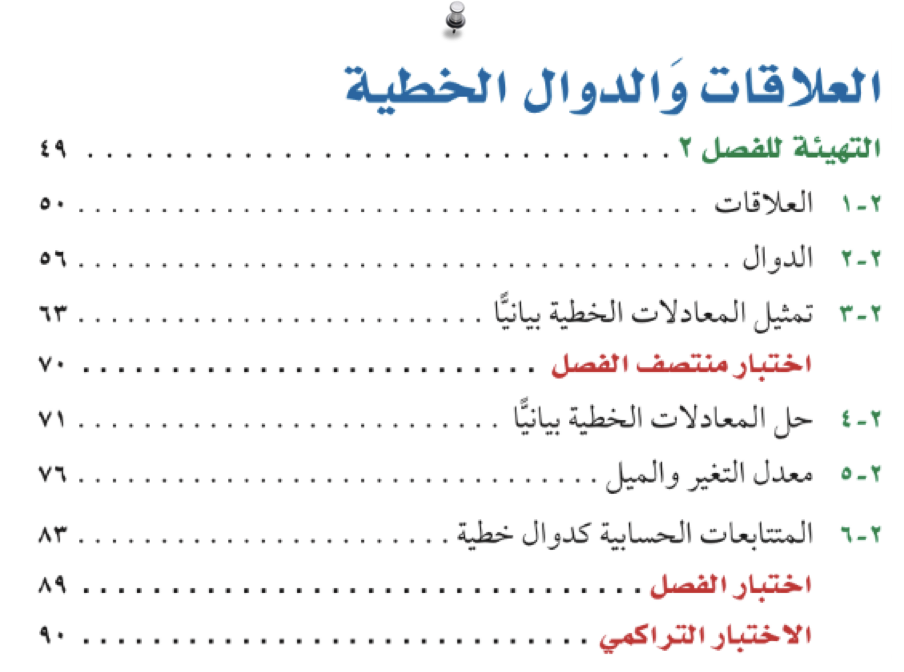 العلاقات وَالدوال الخطية
التهيئة للفصل ٢ . . . . . . . . . . . . . . . . . . . . . . . . . . . . . . ٤٩
٢-١ العلاقات . . . . . . . . . . . . . . . . . . . . . . . . . . . . . . ٥٠
٢-٢ الدوال . . . . . . . . . . . . . . . . . . . . . . . . . . . . . . ٥٦
٢-٣ تمثيل المعادلات الخطية بيانيًّا . . . . . . . . . . . . . . . . . . . . ٦٣
اختبار منتصف الفصل . . . . . . . . . . . . . . . . . . . . . . . . . ٧٠
٢-٤ حل المعادلات الخطية بيانيًّا . . . . . . . . . . . . . . . . . . . . ٧١
٢-٥ معدل التغير والميل . . . . . . . . . . . . . . . . . . . . . . . . . ٧٦
٢-٦ المتتابعات الحسابية كدوال خطية . . . . . . . . . . . . . . . . . . . . ٨٣
اختبار الفصل . . . . . . . . . . . . . . . . . . . . . . . . . . . . ٨٩
الاختبار التراكمي . . . . . . . . . . . . . . . . . . . . . . . . . . ٩٠